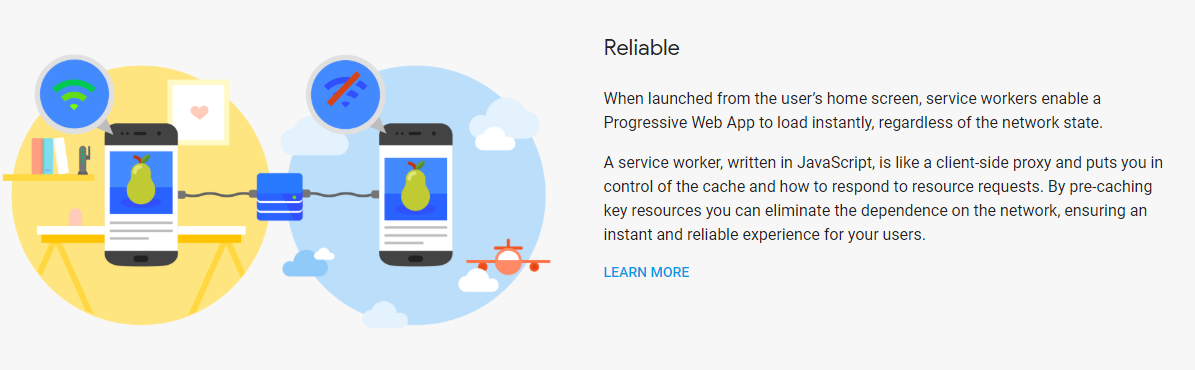 Reliable
When launched from the user’s home screen, service workers enable a
Progressive Web App to load instantly, regardless of the network state.
A service worker, written in JavaScript, is like a client-side proxy and puts you in
control of the cache and how to respond to resource requests. By pre-caching
key resources you can eliminate the dependence on the network, ensuring an
instant and reliable experience for your users.
LEARN MORE